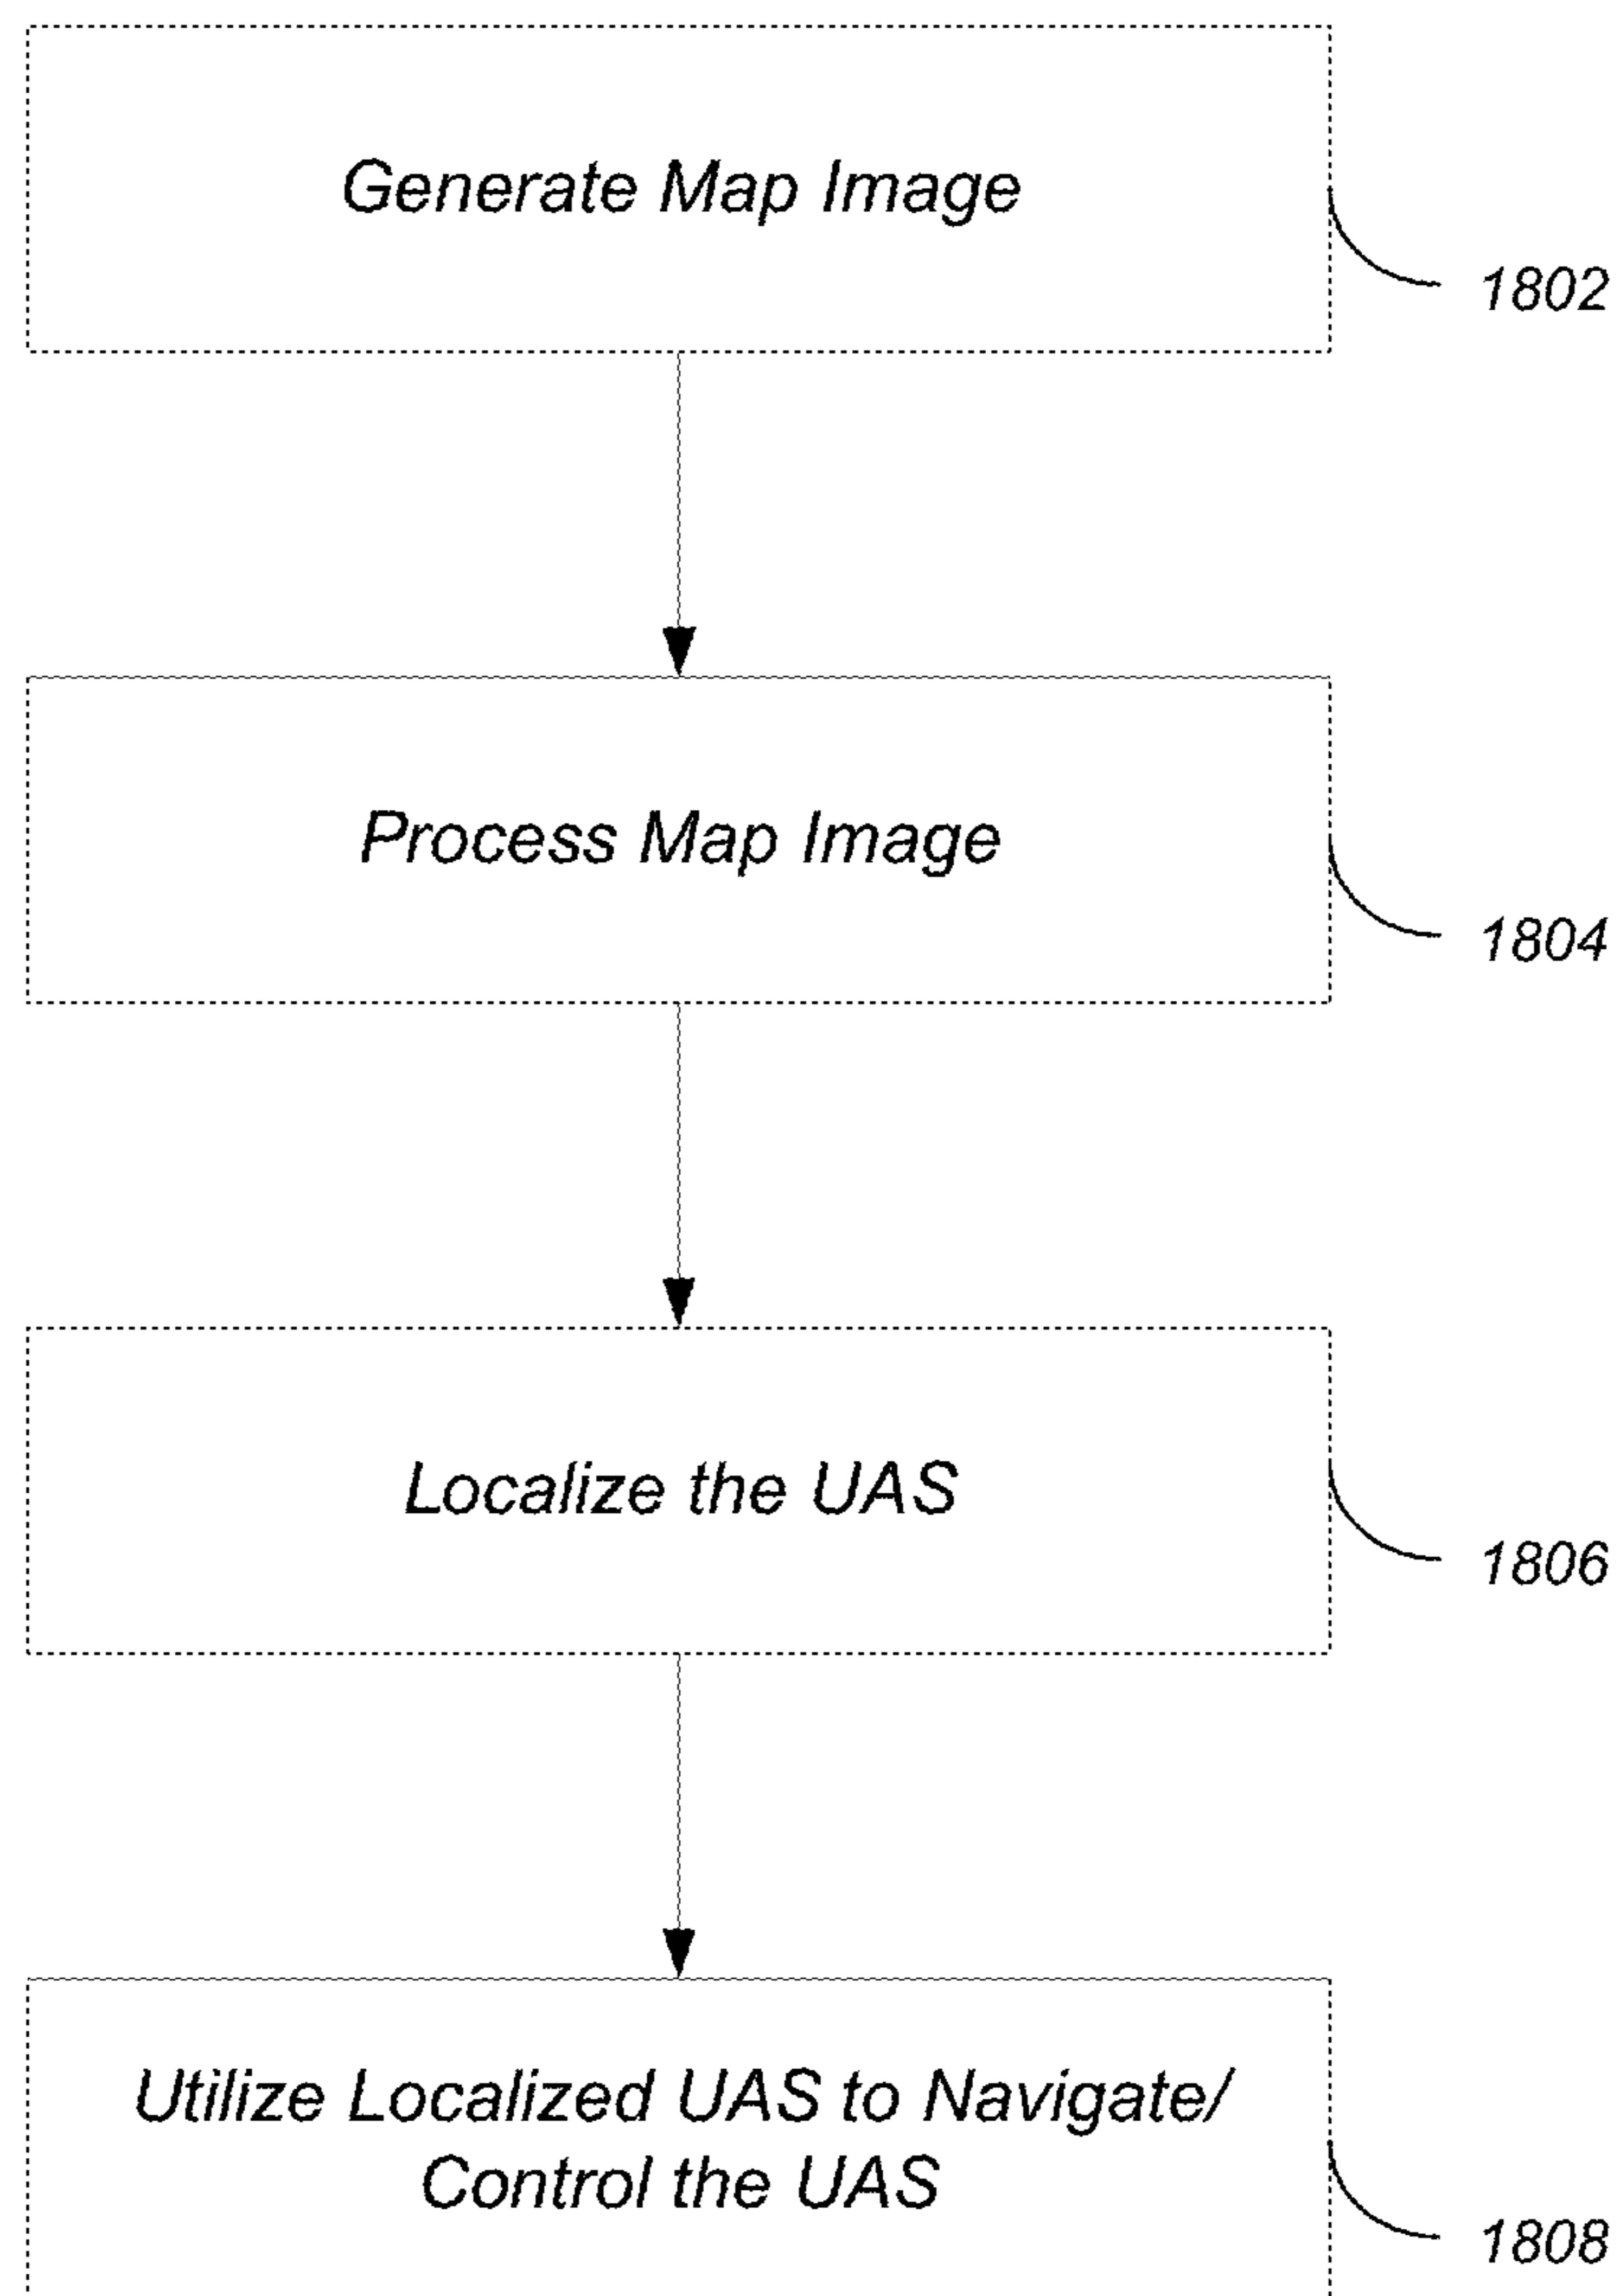 Generate Map Image
1802
Process Map Image
1804
Localize the UAS
1806
Utilize Localized UAS to Navigate/
Control the UAS
1808